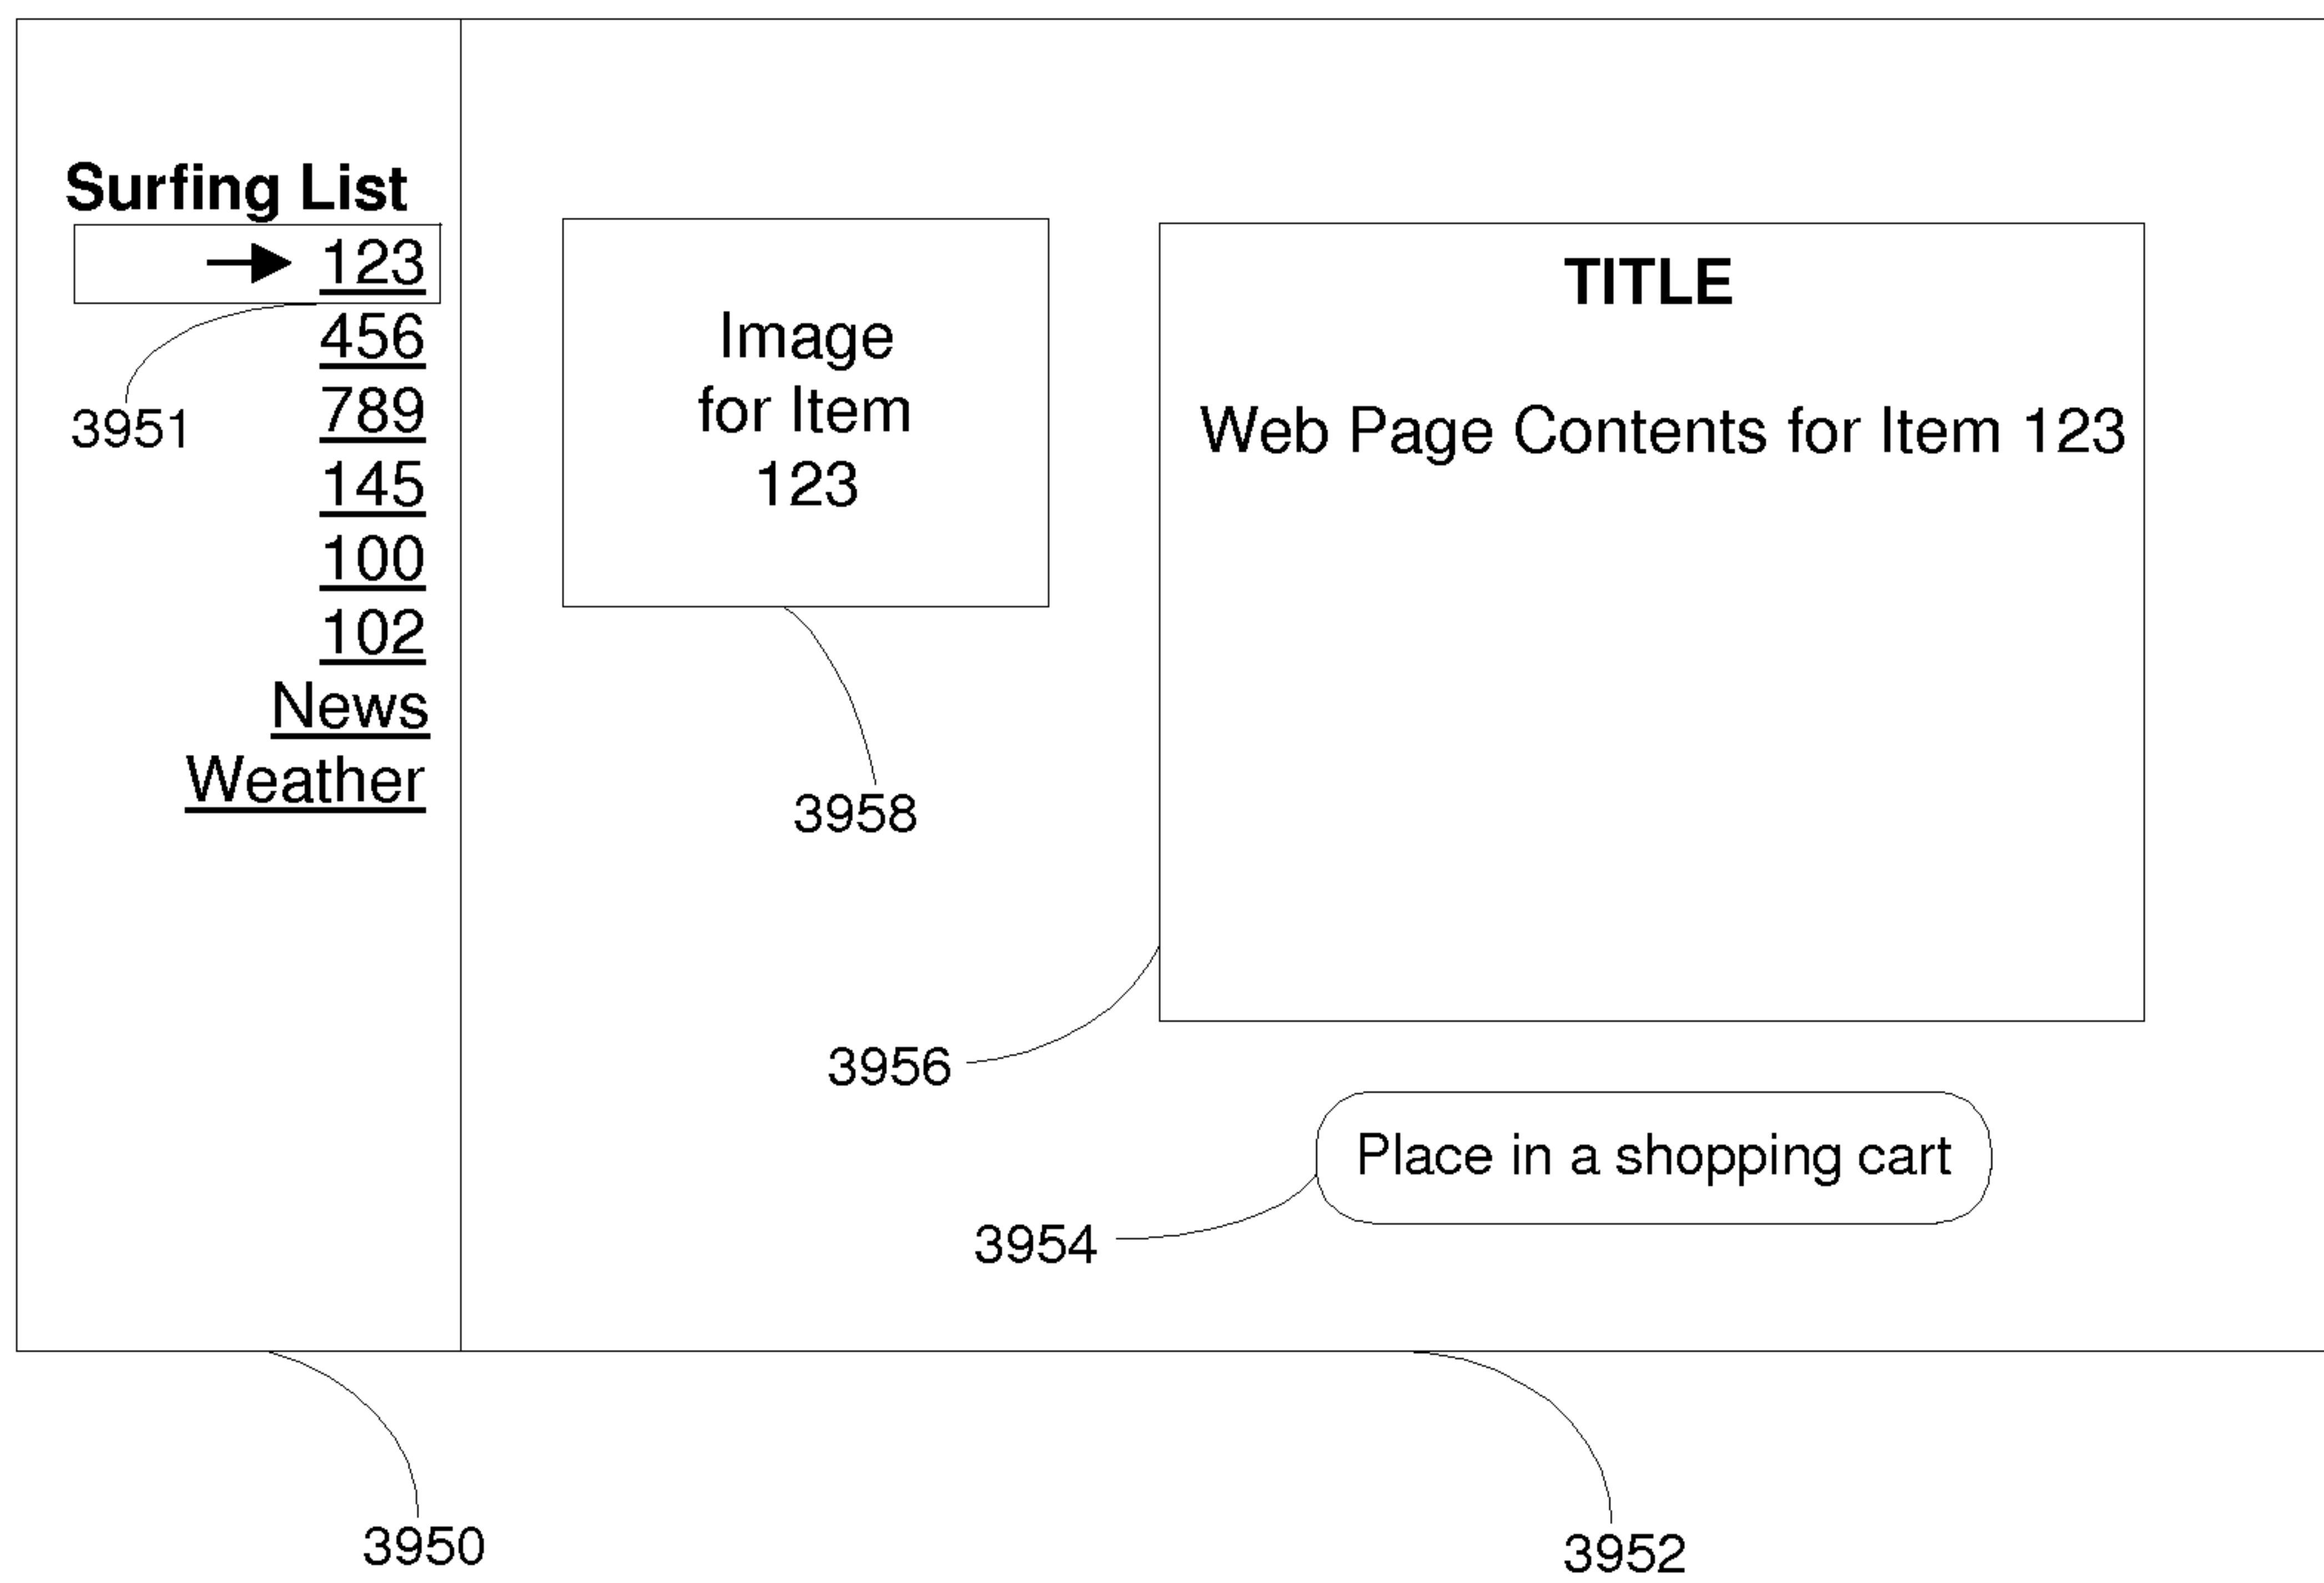 Surfing List
123
456
789
145
100
102
News
Weather
3951
Image
for Item
123
3958
TITLE
Web Page Contents for Item 123
3956
Place in a shopping cart
3954
3950
3952